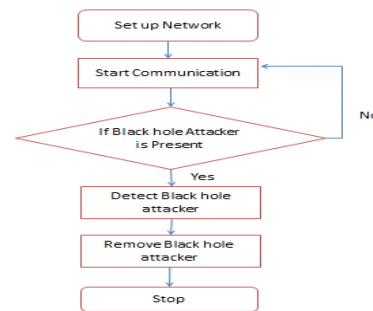 Set up Network
Start Communication
If Black hole Attacker
is Present
No
Yes
Detect Black hole
attacker
Remove Black hole
attacker
Stop